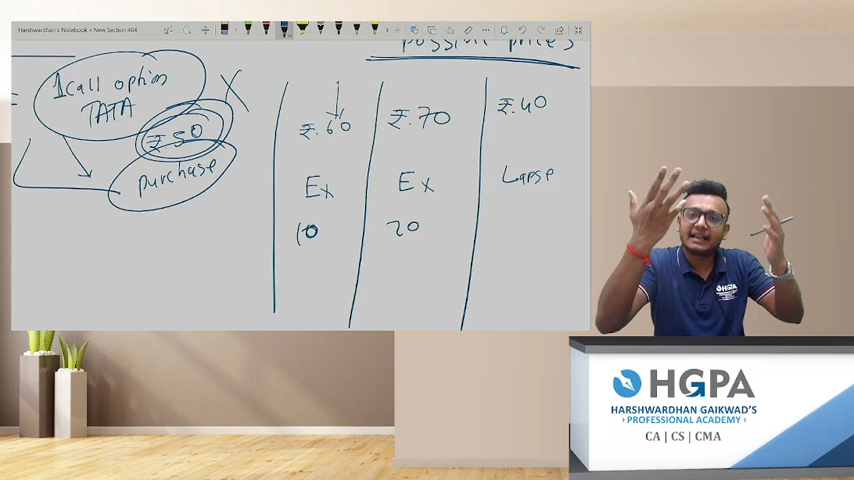 Harshwardhan's Notebook » New Section 464
possible prices
1 call option
TATA
X
₹.50
purchase
₹.60
₹.70
₹.40
Ex
Ex
Lapse
10
20
HGPA
HGPA
HARSHWARDHAN GAIKWAD'S
› PROFESSIONAL ACADEMY ‹
CA | CS | CMA